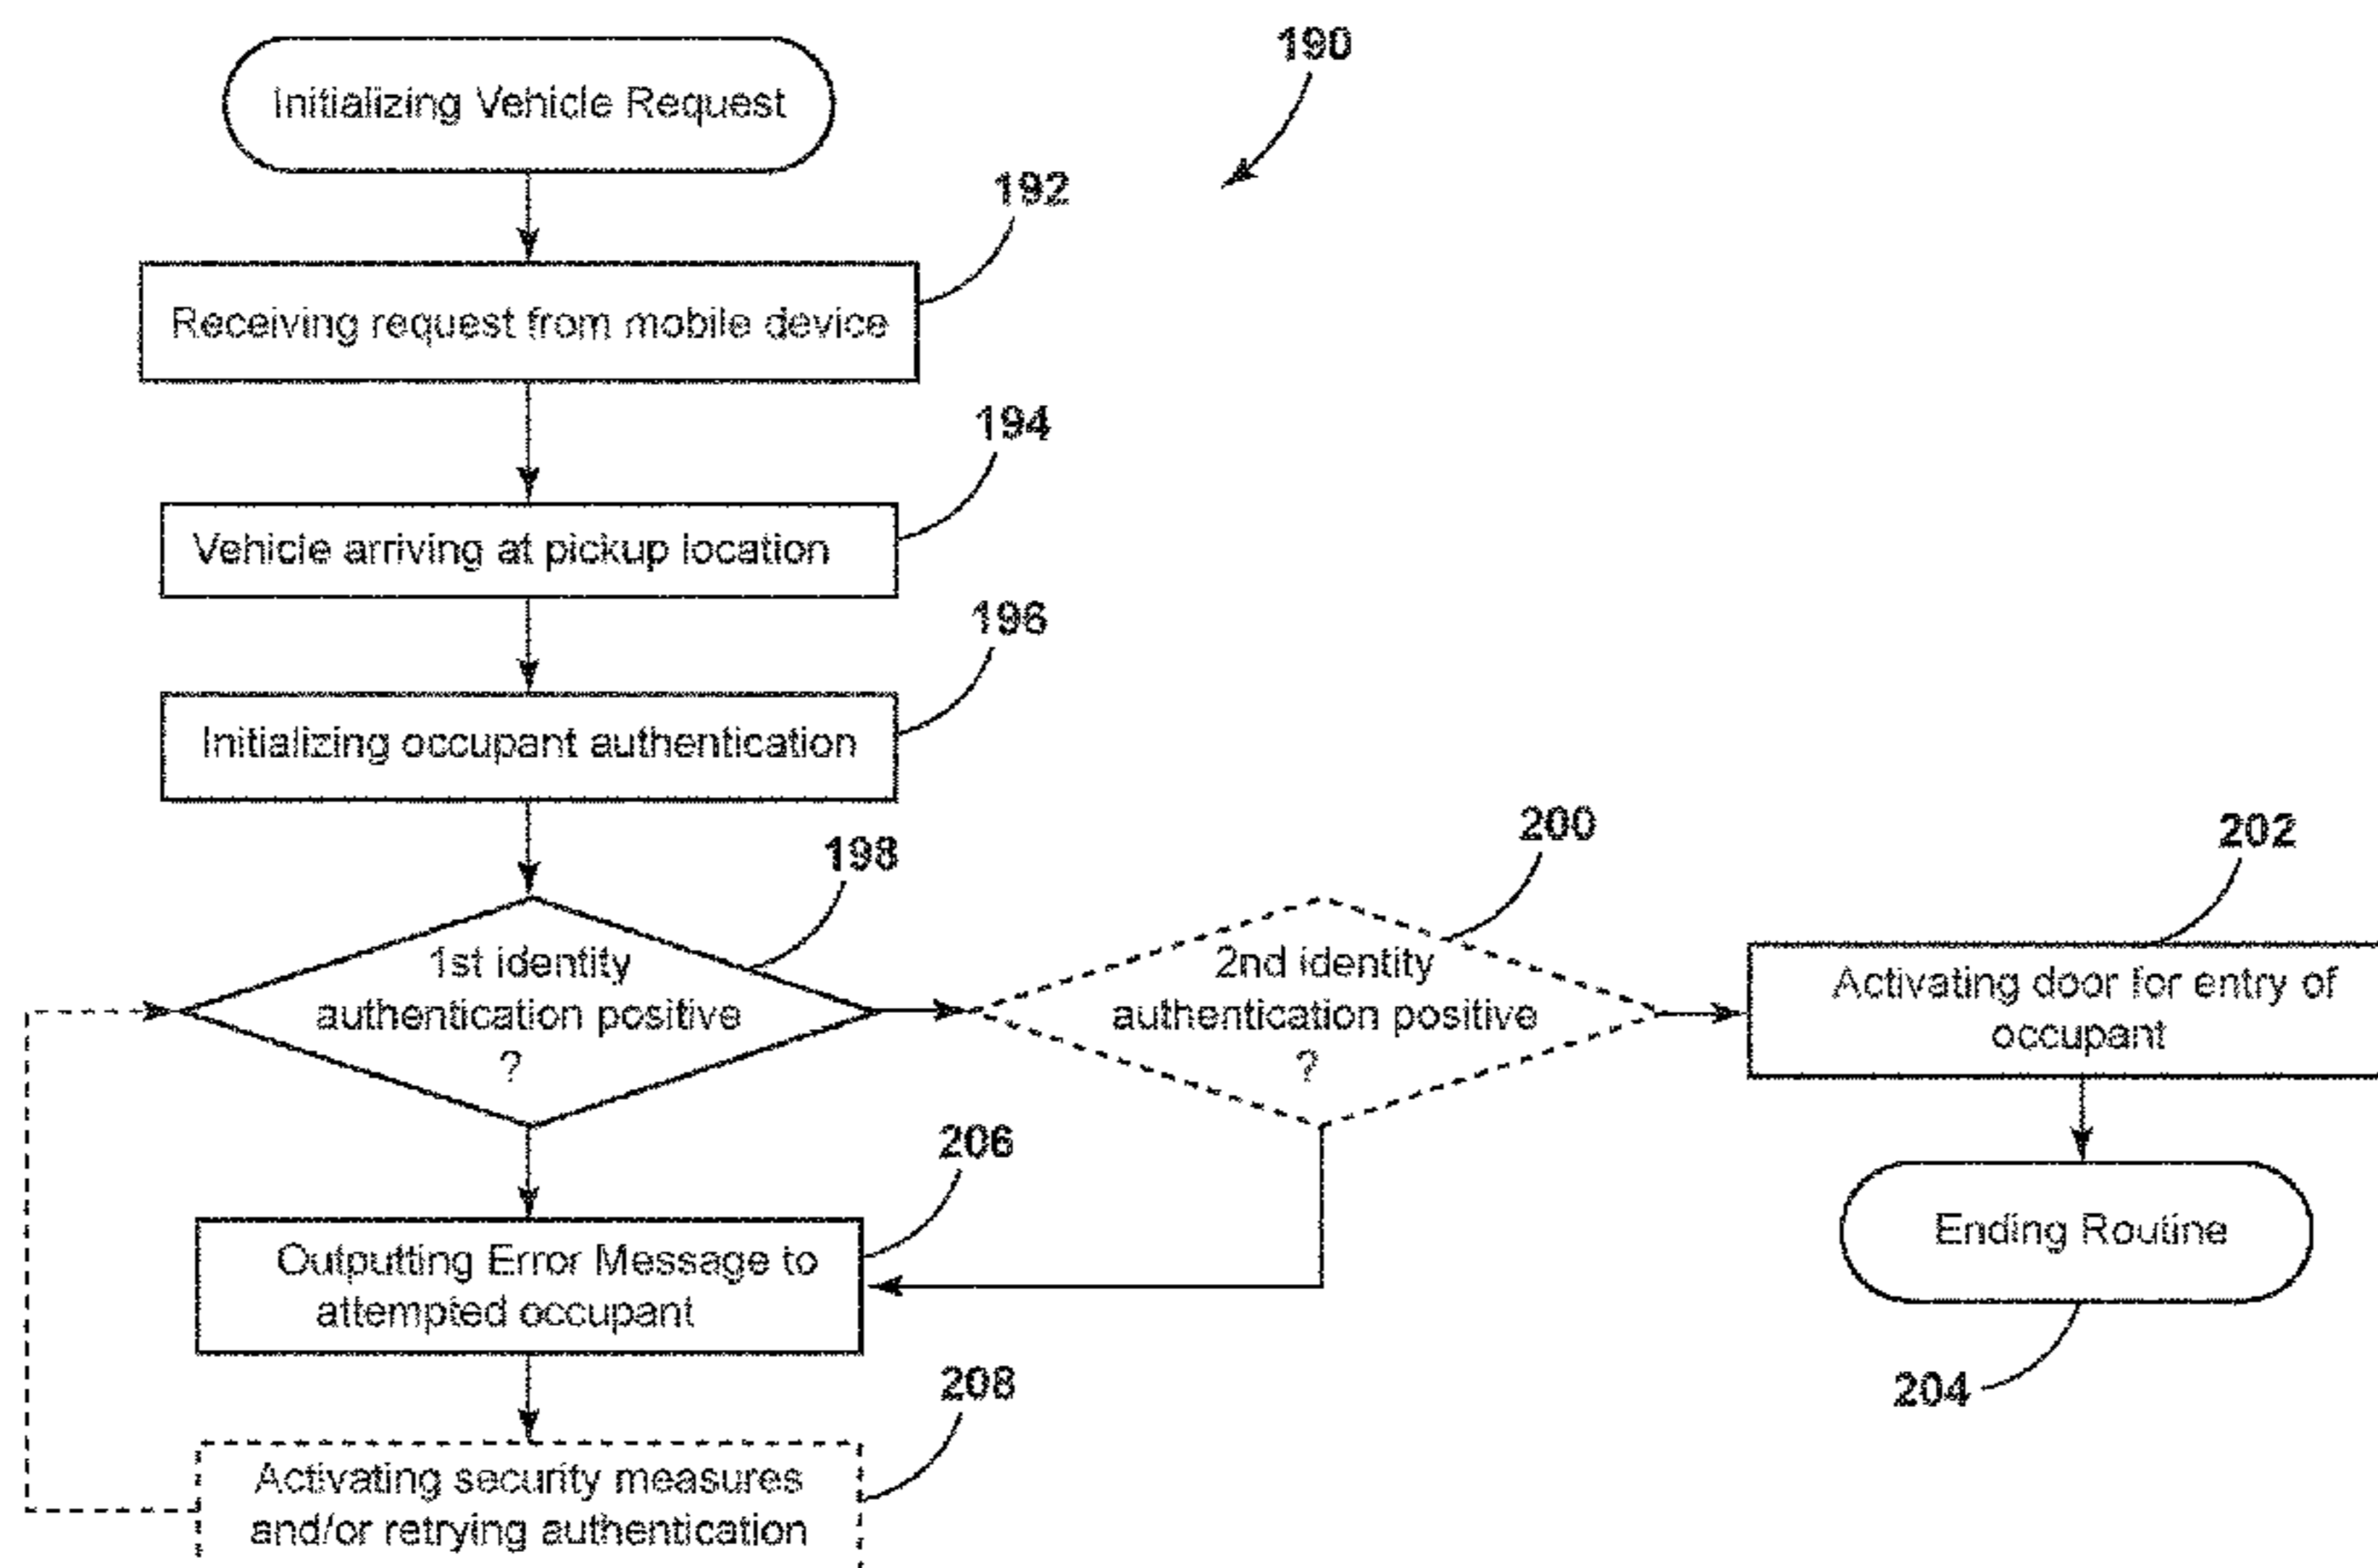 190
Initializing Vehicle Request
192
Receiving request from mobile device
194
Vehicle arriving at pickup location
196
Initializing occupant authentication
198
1st identity
authentication positive
?
200
2nd identity
authentication positive
?
202
Activating door for entry of
occupant
Ending Routine
204
206
Outputting Error Message to
attempted occupant
208
Activating security measures
and/or retrying authentication